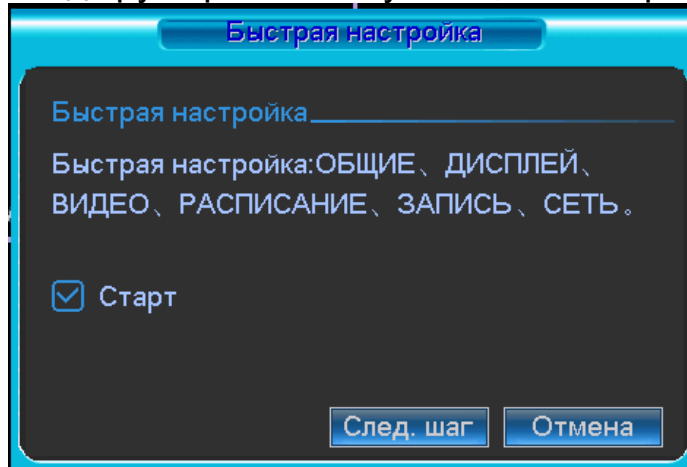 Быстрая настройка
Быстрая настройка
Быстрая настройка:ОБЩИЕ、ДИСПЛЕЙ、
ВИДЕО、РАСПИСАНИЕ、ЗАПИСЬ、СЕТЬ。
Старт
След. шаг Отмена